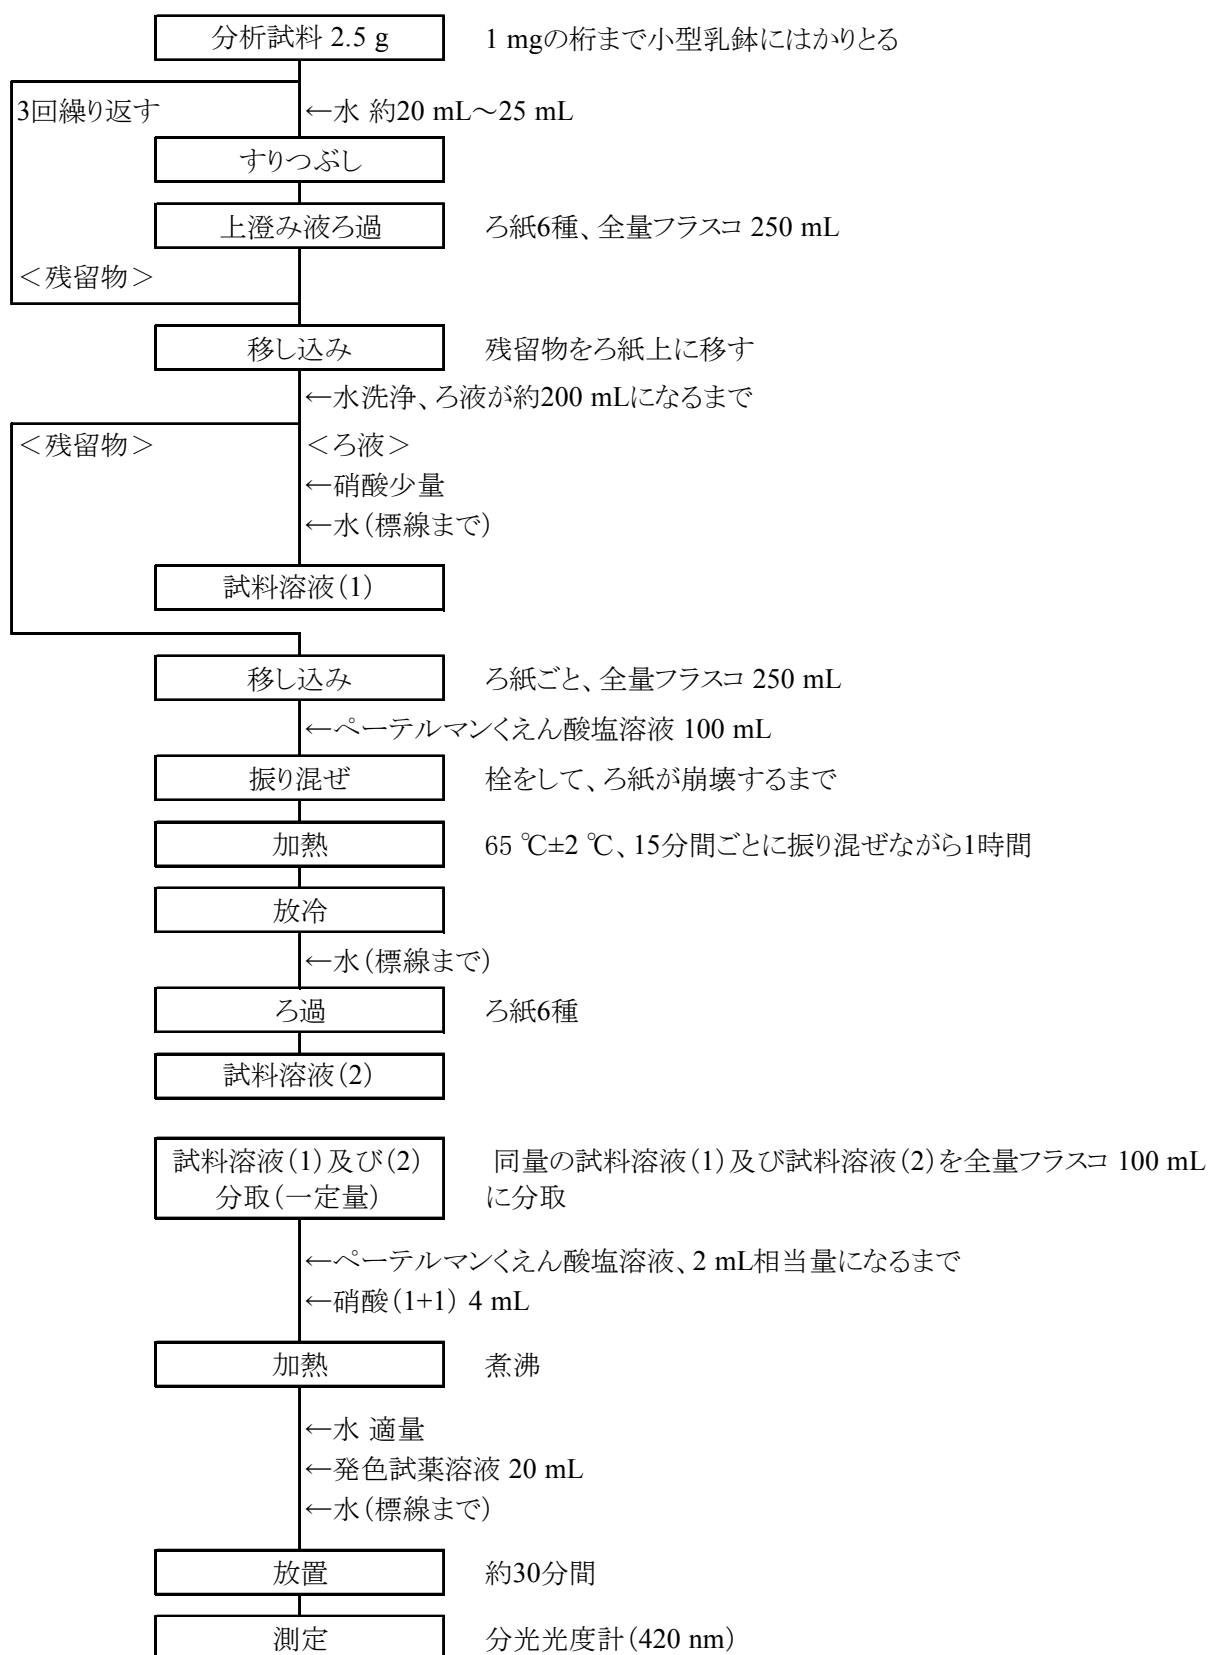 分析試料 2.5 g 1 mgの桁まで小型乳鉢にはかりとる
3回繰り返す ←水 約20 mL～25 mL
すりつぶし
上澄み液ろ過 ろ紙6種、全量フラスコ 250 mL
＜残留物＞
移し込み 残留物をろ紙上に移す
←水洗浄、ろ液が約200 mLになるまで
＜残留物＞ ＜ろ液＞
←硝酸少量
←水（標線まで）
試料溶液（1）
移し込み ろ紙ごと、全量フラスコ 250 mL
←ペーテルマンくえん酸塩溶液 100 mL
振り混ぜ 栓をして、ろ紙が崩壊するまで
加熱 65 ℃±2 ℃、15分間ごとに振り混ぜながら1時間
放冷
←水（標線まで）
ろ過 ろ紙6種
試料溶液（2）
試料溶液（1）及び（2） 同量の試料溶液（1）及び試料溶液（2）を全量フラスコ 100 mL
分取（一定量） に分取
←ペーテルマンくえん酸塩溶液、2 mL相当量になるまで
←硝酸（1+1） 4 mL
加熱 煮沸
←水 適量
←発色試薬溶液 20 mL
←水（標線まで）
放置 約30分間
測定 分光光度計（420 nm）